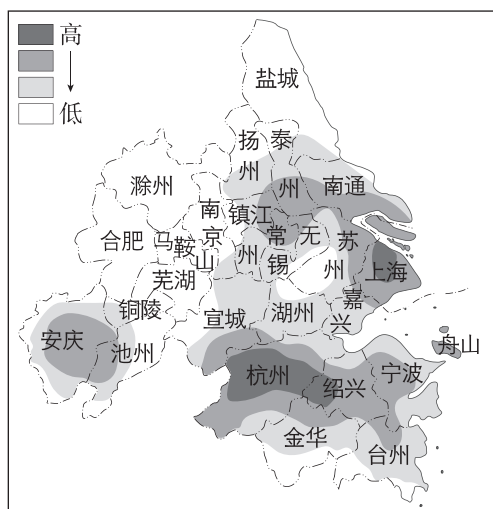 高
低
盐城
扬州
泰州
南通
滁州
南京
镇江
常州
无锡
苏州
上海
合肥
马鞍山
芜湖
嘉兴
湖州
宣城
铜陵
安庆
池州
杭州
绍兴
宁波
舟山
金华
台州